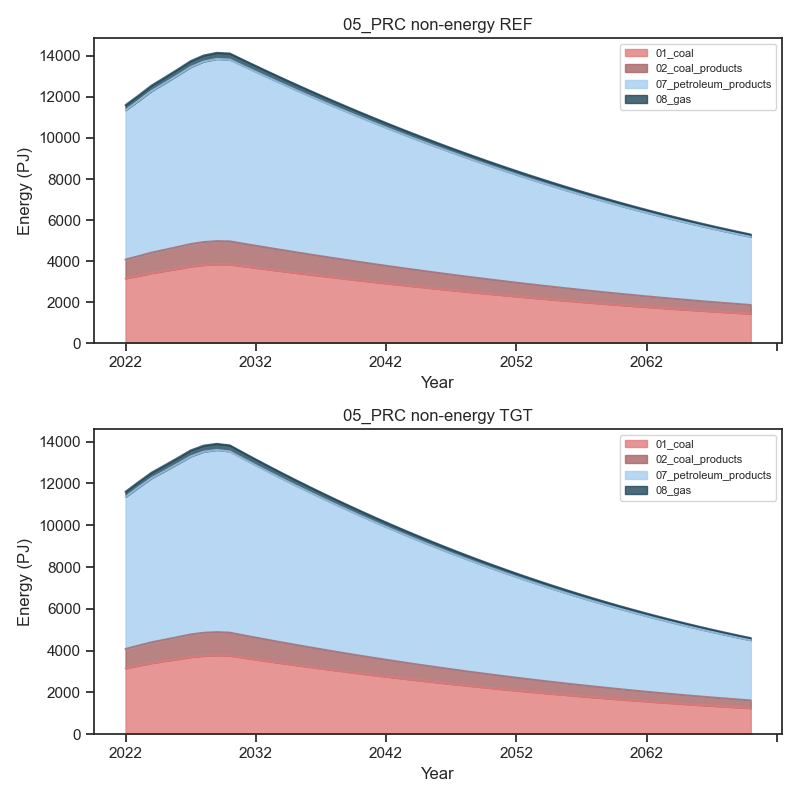 05_PRC non-energy REF
14000
12000
10000
8000
6000
4000
2000
0
Energy (PJ)
01_coal
02_coal_products
07_petroleum_products
08_gas
2022 2032 2042 2052 2062
Year
05_PRC non-energy TGT
14000
12000
10000
8000
6000
4000
2000
0
Energy (PJ)
01_coal
02_coal_products
07_petroleum_products
08_gas
2022 2032 2042 2052 2062
Year